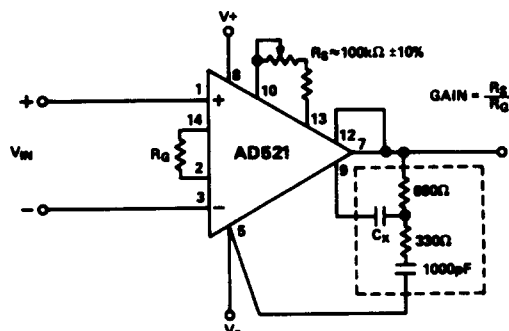 V+
RS≈100kΩ ±10%
8
10
+
1
+
13
GAIN = RS/RG
14
12
7
VIN
RG
AD521
2
9
680Ω
–
3
–
CX
330Ω
5
1000pF
V–